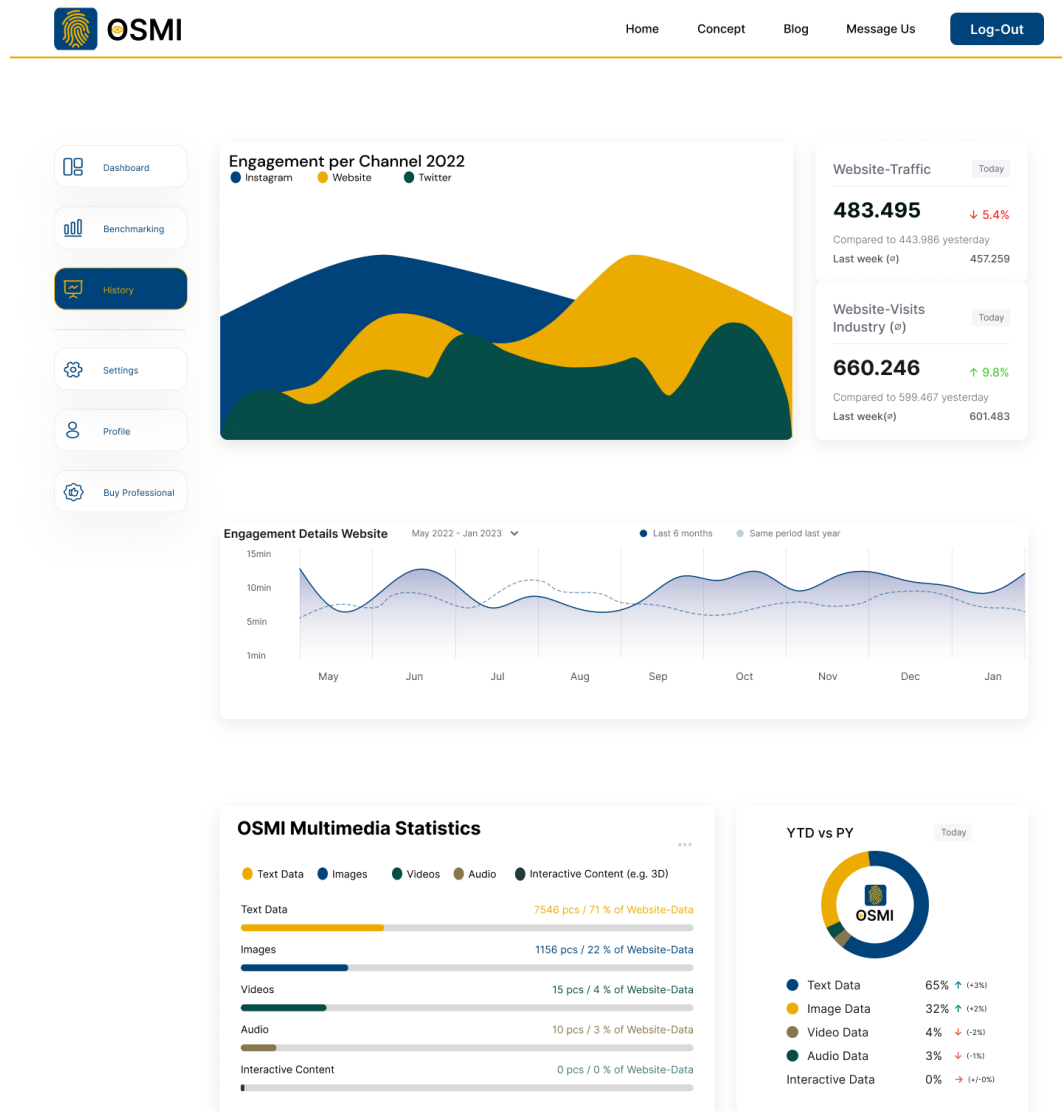 OSMI
Home
Concept
Blog
Message Us
Log-Out
Dashboard
Benchmarking
History
Settings
Profile
Buy Professional
Engagement per Channel 2022
Instagram
Website
Twitter
Website-Traffic
Today
483.495
↓ 5.4%
Compared to 443.986 yesterday
Last week (ø)
457.259
Website-Visits
Industry (ø)
Today
660.246
↑ 9.8%
Compared to 599.467 yesterday
Last week(ø)
601.483
Engagement Details Website
May 2022 - Jan 2023
Last 6 months
Same period last year
15min
10min
5min
1min
May
Jun
Jul
Aug
Sep
Oct
Nov
Dec
Jan
OSMI Multimedia Statistics
Text Data
Images
Videos
Audio
Interactive Content (e.g. 3D)
Text Data
7546 pcs / 71 % of Website-Data
Images
1156 pcs / 22 % of Website-Data
Videos
15 pcs / 4 % of Website-Data
Audio
10 pcs / 3 % of Website-Data
Interactive Content
0 pcs / 0 % of Website-Data
YTD vs PY
Today
OSMI
Text Data
65% ↑ (+3%)
Image Data
32% ↑ (+2%)
Video Data
4% ↓ (-2%)
Audio Data
3% ↓ (-1%)
Interactive Data
0% → (+/-0%)